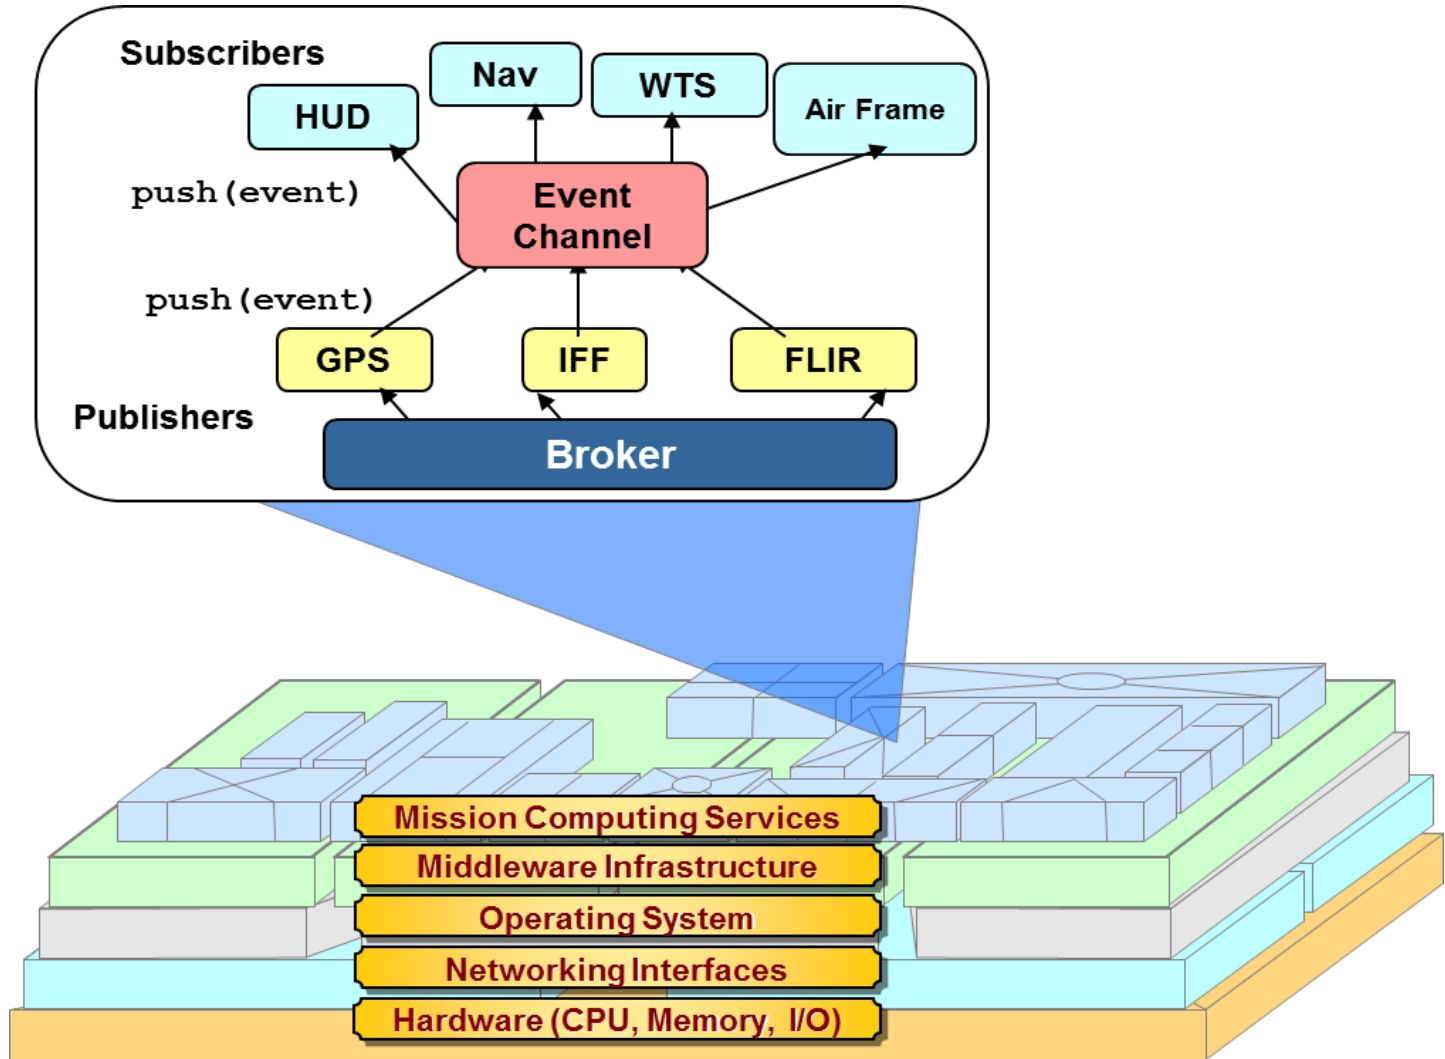 Subscribers
Nav
WTS
Air Frame
HUD
push(event)
Event
Channel
push(event)
GPS
IFF
FLIR
Publishers
Broker
Mission Computing Services
Middleware Infrastructure
Operating System
Networking Interfaces
Hardware (CPU, Memory, I/O)